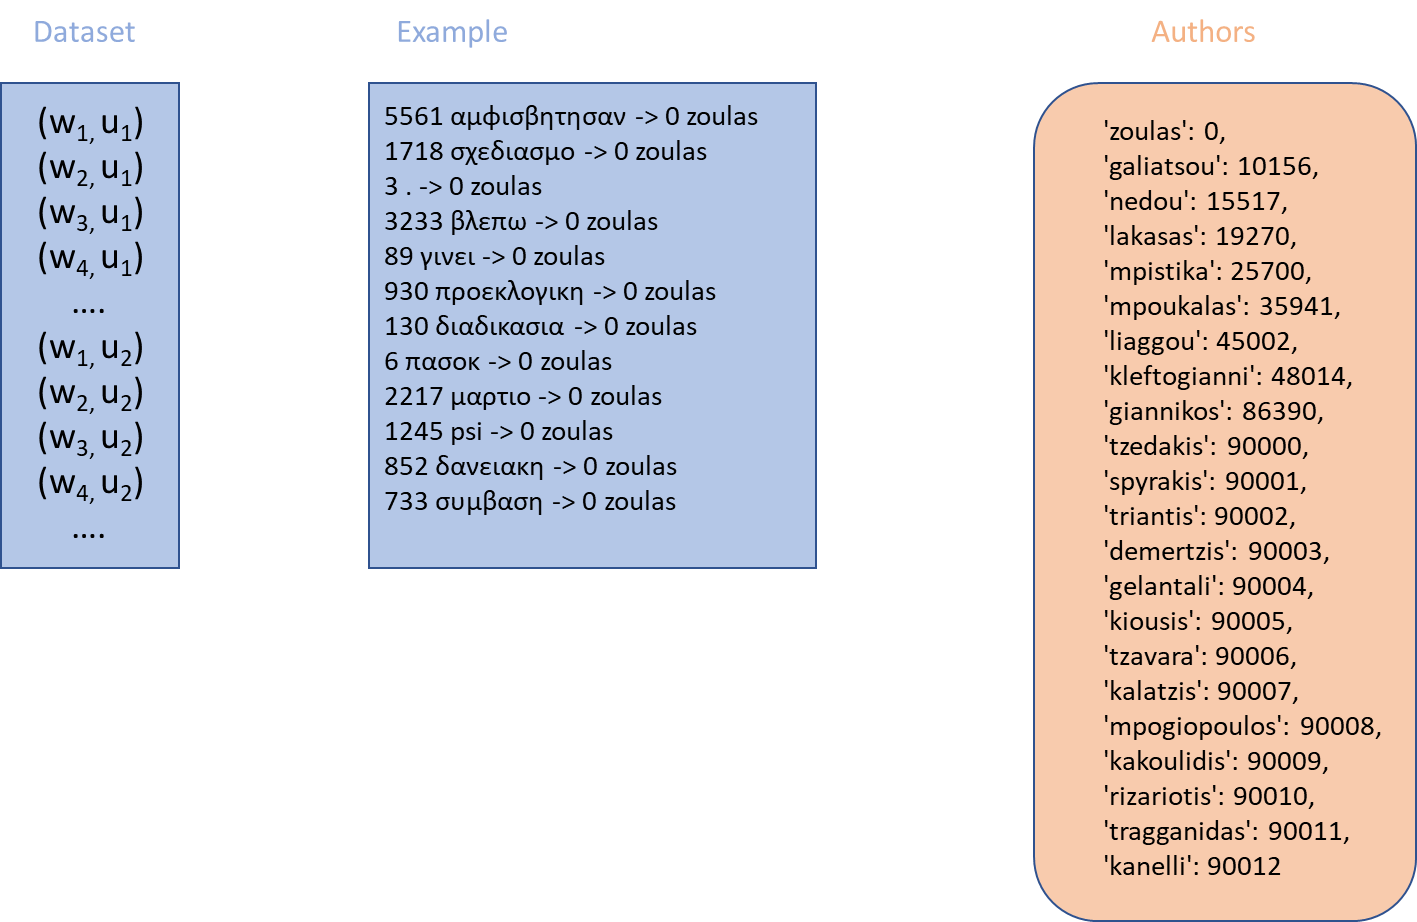 Dataset
(w1, u1)
(w2, u1)
(w3, u1)
(w4, u1)
....
(w1, u2)
(w2, u2)
(w3, u2)
(w4, u2)
....
Example
5561 αμφισβητησαν -> 0 zoulas
1718 σχεδιασμο -> 0 zoulas
3 . -> 0 zoulas
3233 βλεπω -> 0 zoulas
89 γινει -> 0 zoulas
930 προεκλογικη -> 0 zoulas
130 διαδικασια -> 0 zoulas
6 πασοκ -> 0 zoulas
2217 μαρτιο -> 0 zoulas
1245 psi -> 0 zoulas
852 δανειακη -> 0 zoulas
733 συμβαση -> 0 zoulas
Authors
'zoulas': 0,
'galiatsou': 10156,
'nedou': 15517,
'lakasas': 19270,
'mpistika': 25700,
'mpoukalas': 35941,
'liaggou': 45002,
'kleftogianni': 48014,
'giannikos': 86390,
'tzedakis': 90000,
'spyrakis': 90001,
'triantis': 90002,
'demertzis': 90003,
'gelantali': 90004,
'kiousis': 90005,
'tzavara': 90006,
'kalatzis': 90007,
'mpogiopoulos': 90008,
'kakoulidis': 90009,
'rizariotis': 90010,
'tragganidas': 90011,
'kanelli': 90012